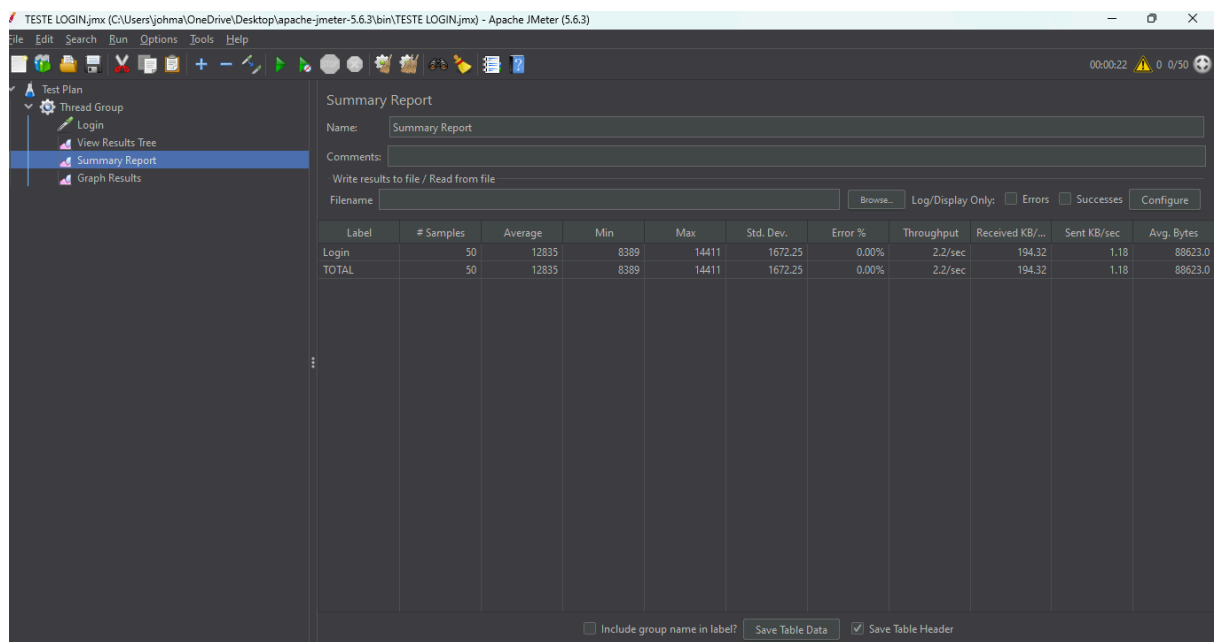 TESTE LOGIN.jmx (C:\Users\johma\OneDrive\Desktop\apache-jmeter-5.6.3\bin\TESTE LOGIN.jmx) - Apache JMeter (5.6.3)
File Edit Search Run Options Tools Help
00:00:22 0 0/50
Test Plan
Thread Group
Login
View Results Tree
Summary Report
Graph Results
Summary Report
Name: Summary Report
Comments:
Write results to file / Read from file
Filename Browse... Log/Display Only: Errors Successes Configure
Label # Samples Average Min Max Std. Dev. Error % Throughput Received KB/... Sent KB/sec Avg. Bytes
Login 50 12835 8389 14411 1672.25 0.00% 2.2/sec 194.32 1.18 88623.0
TOTAL 50 12835 8389 14411 1672.25 0.00% 2.2/sec 194.32 1.18 88623.0
Include group name in label? Save Table Data Save Table Header